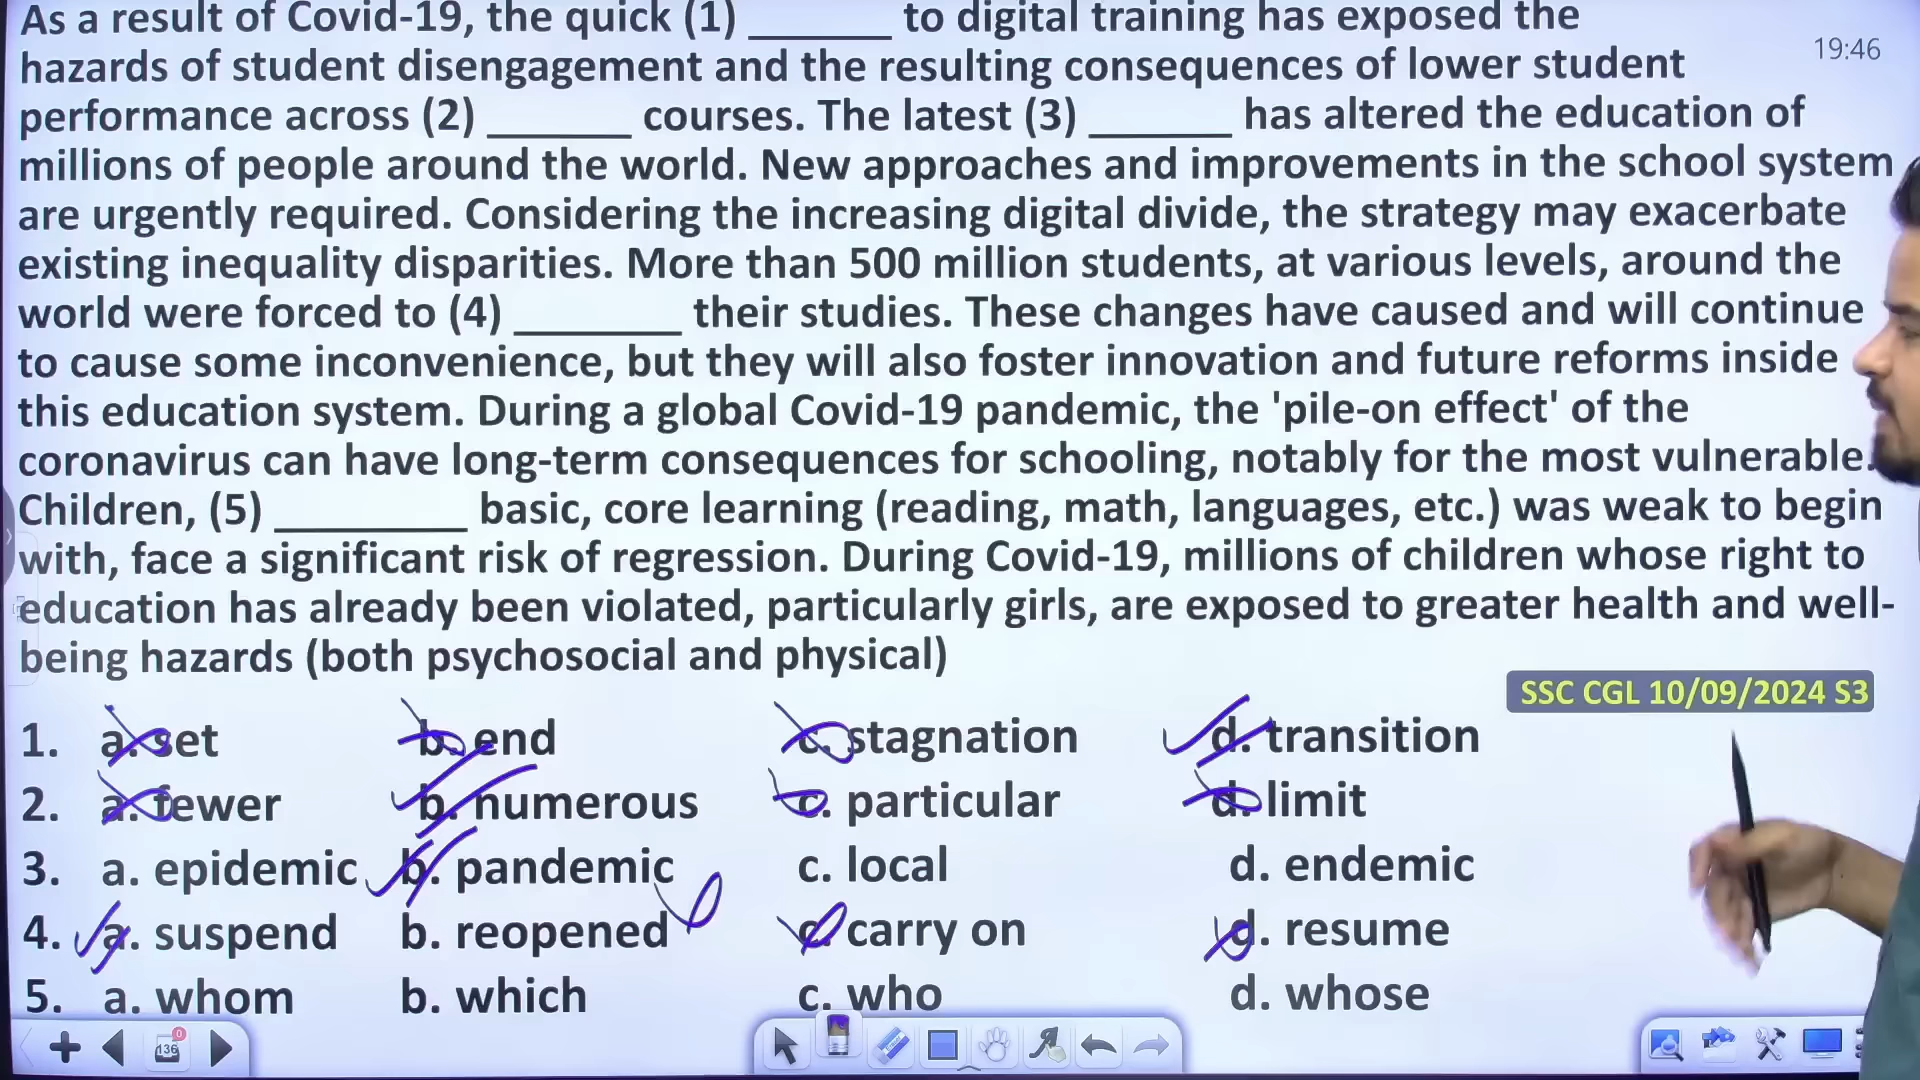 As a result of Covid-19, the quick (1) ______ to digital training has exposed the
19:46
hazards of student disengagement and the resulting consequences of lower student
performance across (2) ______ courses. The latest (3) ______ has altered the education of
millions of people around the world. New approaches and improvements in the school system
are urgently required. Considering the increasing digital divide, the strategy may exacerbate
existing inequality disparities. More than 500 million students, at various levels, around the
world were forced to (4) _______ their studies. These changes have caused and will continue
to cause some inconvenience, but they will also foster innovation and future reforms inside
this education system. During a global Covid-19 pandemic, the 'pile-on effect' of the
coronavirus can have long-term consequences for schooling, notably for the most vulnerable.
Children, (5) ________ basic, core learning (reading, math, languages, etc.) was weak to begin
with, face a significant risk of regression. During Covid-19, millions of children whose right to
education has already been violated, particularly girls, are exposed to greater health and well-
being hazards (both psychosocial and physical)
SSC CGL 10/09/2024 S3
1. a. set b. end c. stagnation d. transition
2. a. fewer b. numerous c. particular d. limit
3. a. epidemic b. pandemic c. local d. endemic
4. a. suspend b. reopened c. carry on d. resume
5. a. whom b. which c. who d. whose
136
0